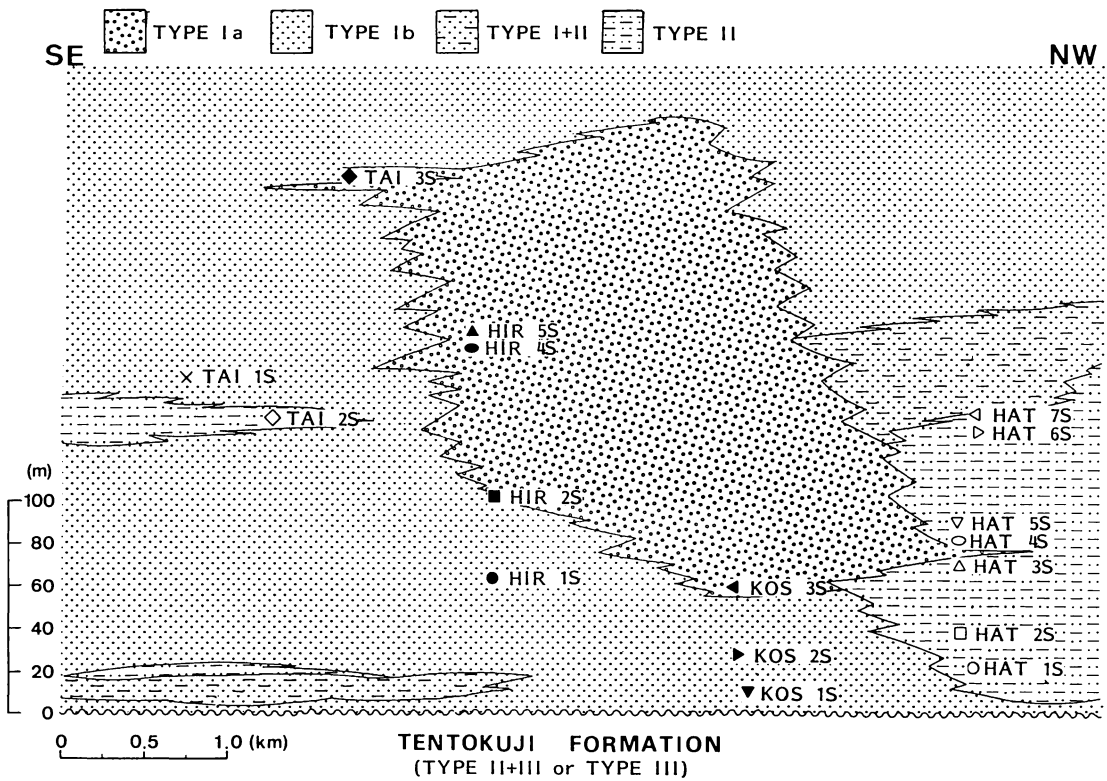 TYPE Ia TYPE Ib TYPE I+II TYPE II
SE NW
TAI 3S
HIR 5S
HIR 4S
TAI 1S
TAI 2S
HAT 7S
HAT 6S
(m)
100
HIR 2S
HAT 5S
80
HAT 4S
HAT 3S
60
HIR 1S
KOS 3S
40
HAT 2S
KOS 2S
20
HAT 1S
KOS 1S
0
0 0.5 1.0 (km)
TENTOKUJI FORMATION
(TYPE II+III or TYPE III)